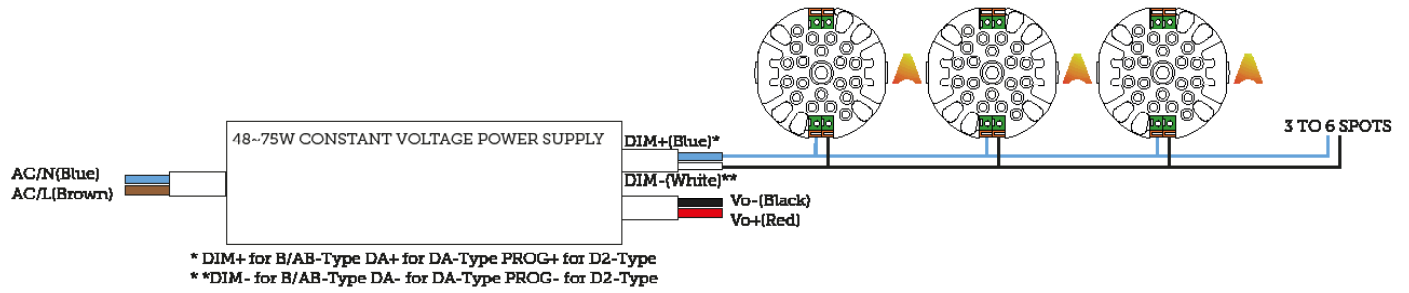 3 TO 6 SPOTS
48~75W CONSTANT VOLTAGE POWER SUPPLY
DIM+(Blue)*
AC/N(Blue)
AC/L(Brown)
DIM-(White)**
Vo-(Black)
Vo+(Red)
* DIM+ for B/AB-Type DA+ for DA-Type PROG+ for D2-Type
* *DIM- for B/AB-Type DA- for DA-Type PROG- for D2-Type